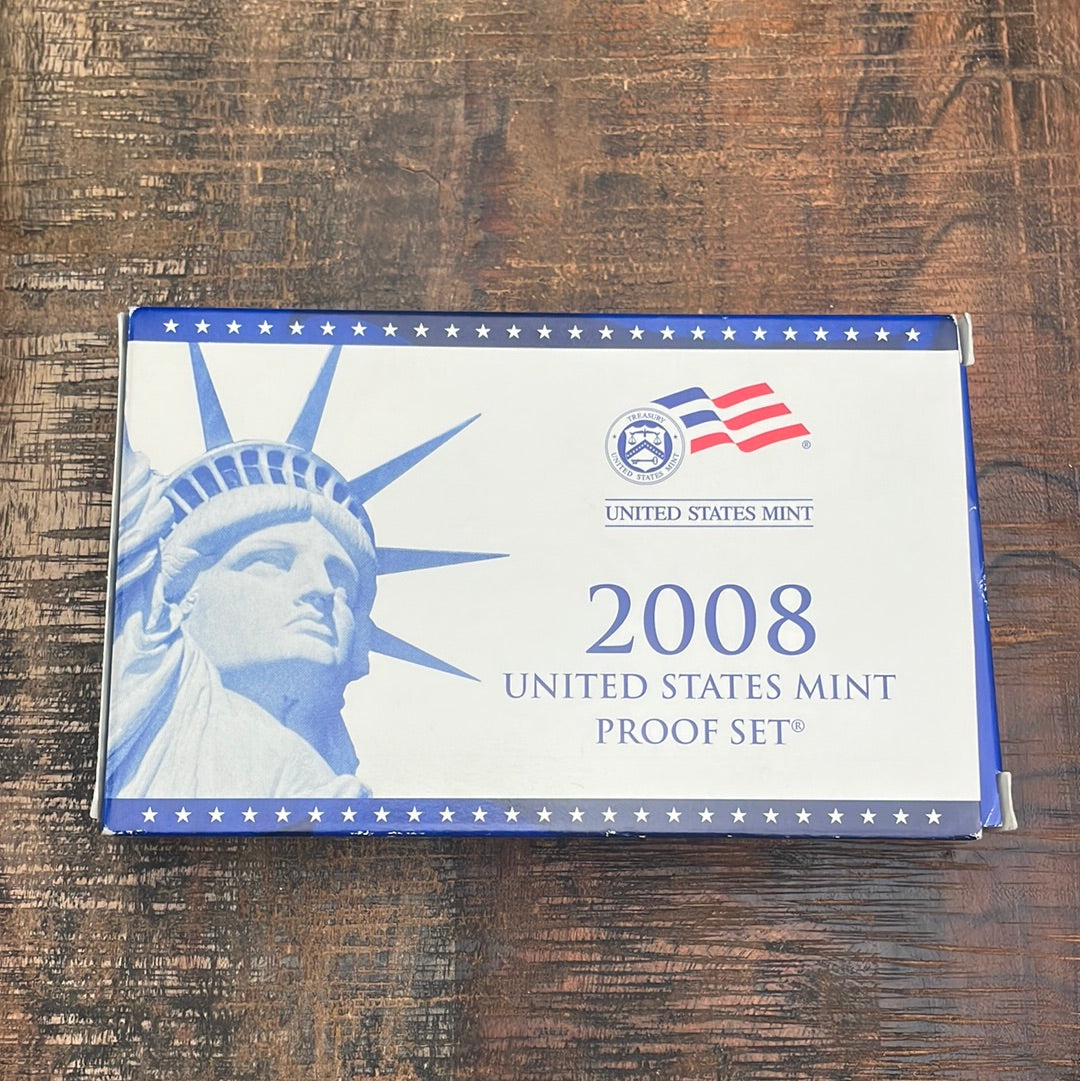 TREASURY
UNITED STATES MINT
®
UNITED STATES MINT
2008
UNITED STATES MINT
PROOF SET®